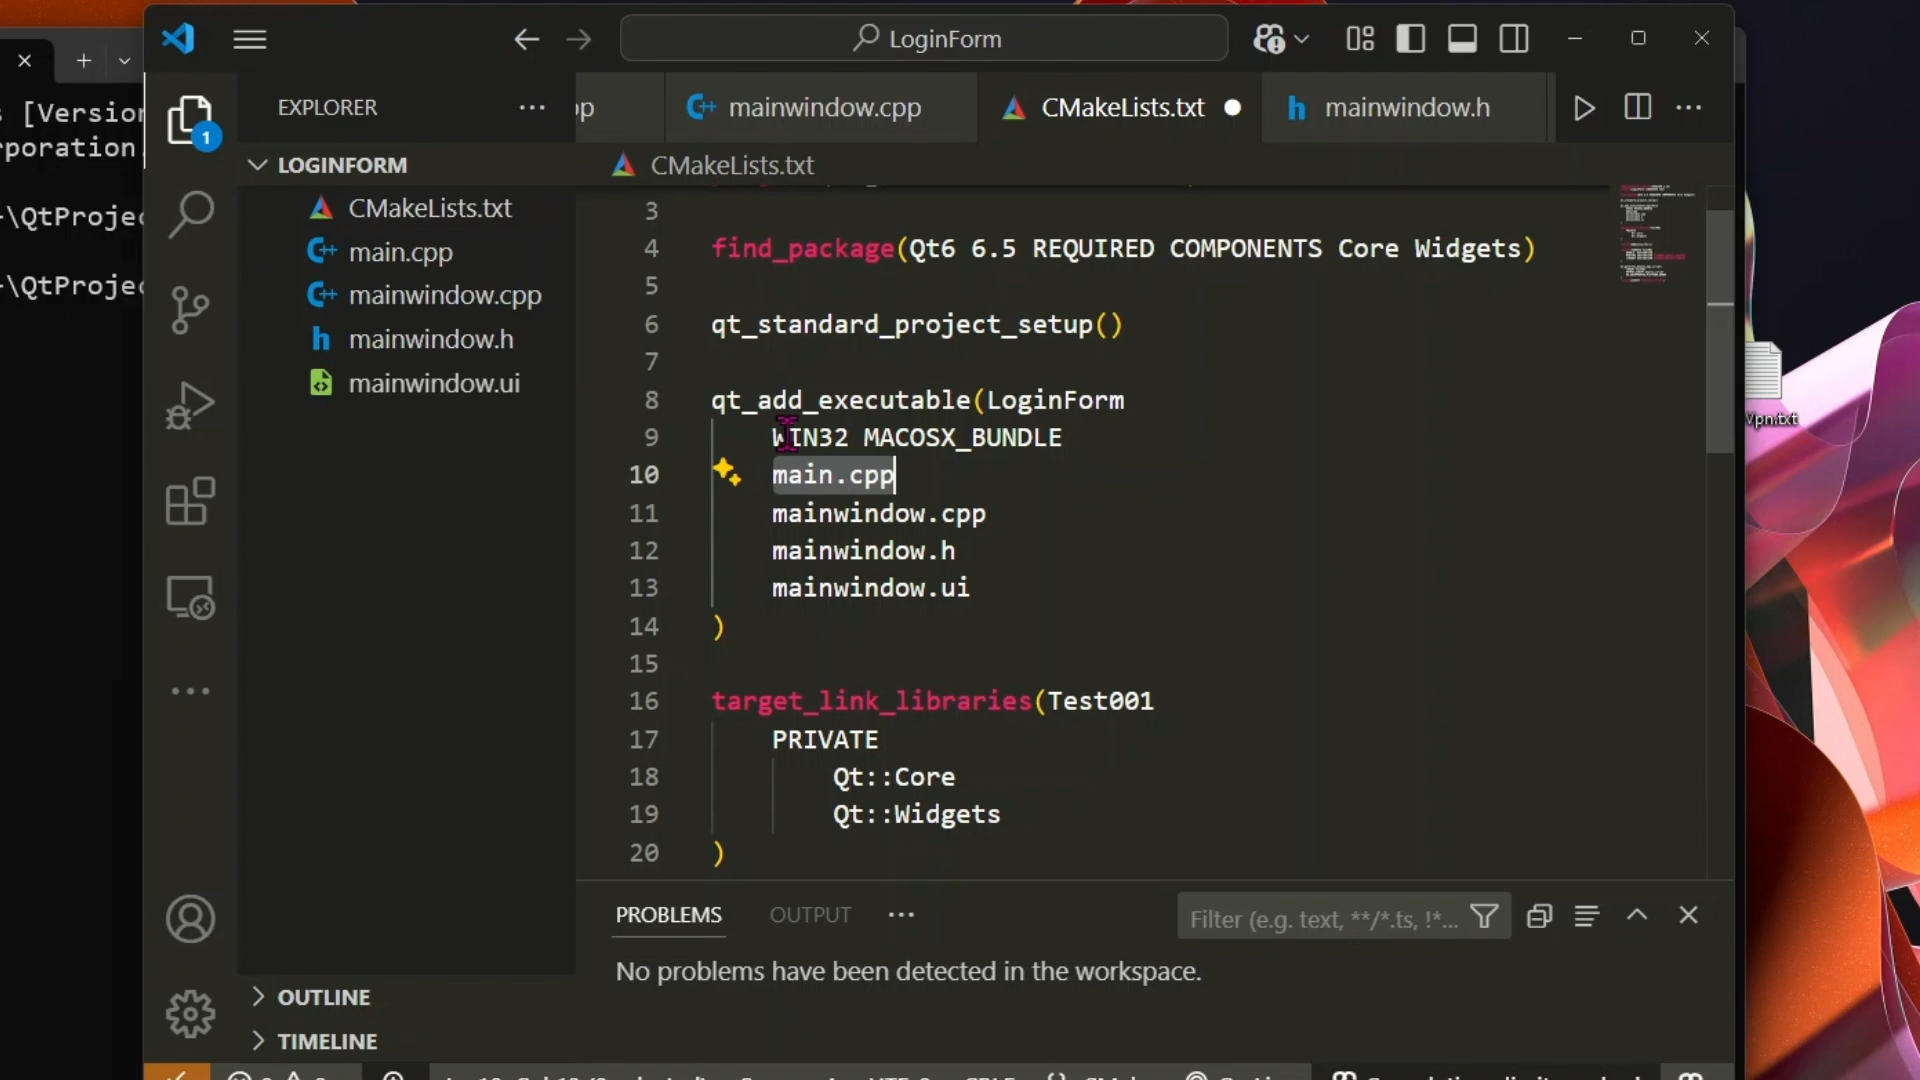 LoginForm
[Version
poration.
\QtProje
\QtProje
1
EXPLORER
LOGINFORM
CMakeLists.txt
main.cpp
mainwindow.cpp
mainwindow.h
mainwindow.ui
OUTLINE
TIMELINE
mainwindow.cpp
CMakeLists.txt
mainwindow.h
CMakeLists.txt
3
4 find_package(Qt6 6.5 REQUIRED COMPONENTS Core Widgets)
5
6 qt_standard_project_setup()
7
8 qt_add_executable(LoginForm
9 WIN32 MACOSX_BUNDLE
10 main.cpp
11 mainwindow.cpp
12 mainwindow.h
13 mainwindow.ui
14 )
15
16 target_link_libraries(Test001
17 PRIVATE
18 Qt::Core
19 Qt::Widgets
20 )
PROBLEMS OUTPUT
Filter (e.g. text, **/*.ts, !*...
No problems have been detected in the workspace.
Vpn.txt